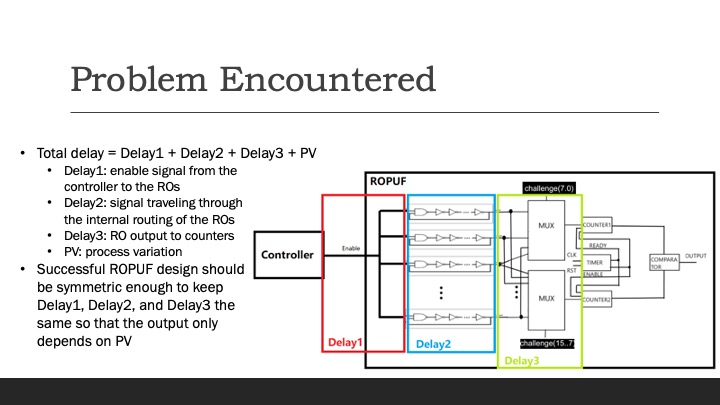 Problem Encountered
• Total delay = Delay1 + Delay2 + Delay3 + PV
• Delay1: enable signal from the
controller to the ROs
• Delay2: signal traveling through
the internal routing of the ROs
• Delay3: RO output to counters
• PV: process variation
• Successful ROPUF design should
be symmetric enough to keep
Delay1, Delay2, and Delay3 the
same so that the output only
depends on PV
ROPUF
challenge(7.0)
Controller
Enable
MUX
MUX
COUNTER1
READY
CLK
TIMER
RST
ENABLE
COUNTER2
COMPARA
TOR
OUTPUT
challenge(15..7)
Delay1
Delay2
Delay3